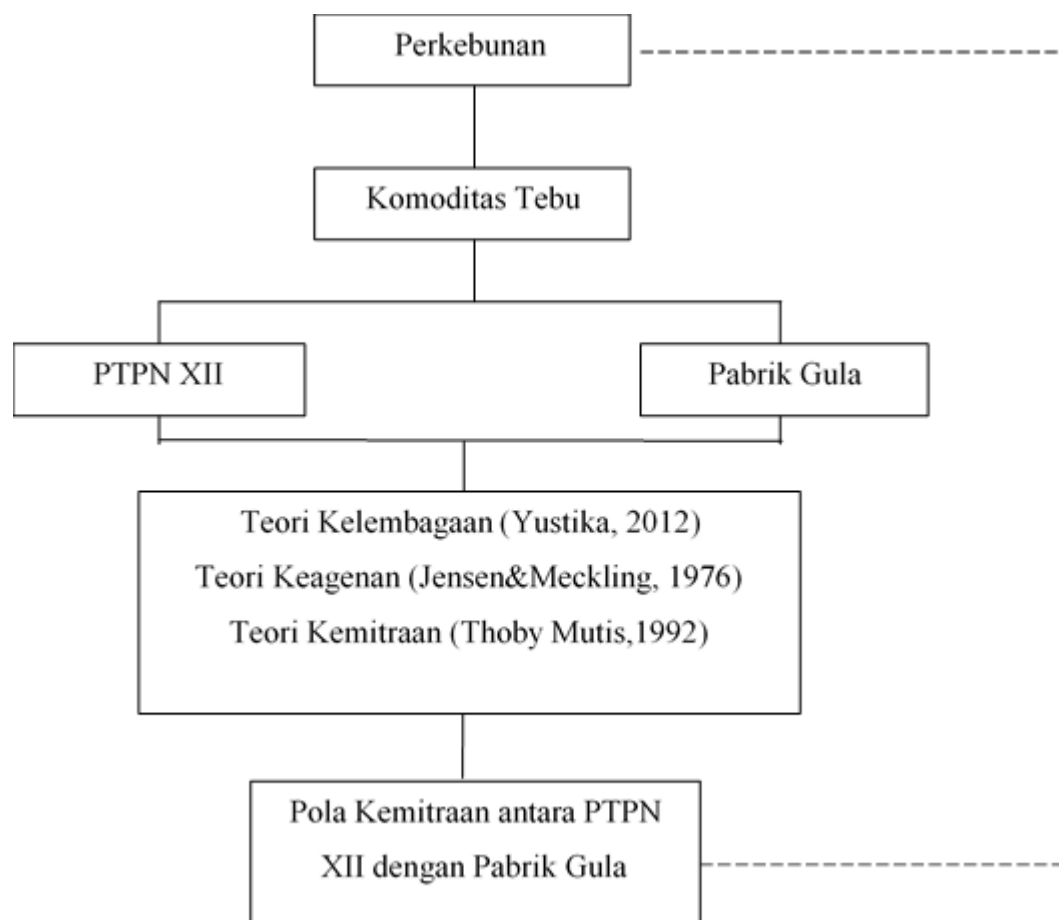 Perkebunan
Komoditas Tebu
PTPN XII
Pabrik Gula
Teori Kelembagaan (Yustika, 2012)
Teori Keagenan (Jensen&Meckling, 1976)
Teori Kemitraan (Thoby Mutis,1992)
Pola Kemitraan antara PTPN
XII dengan Pabrik Gula